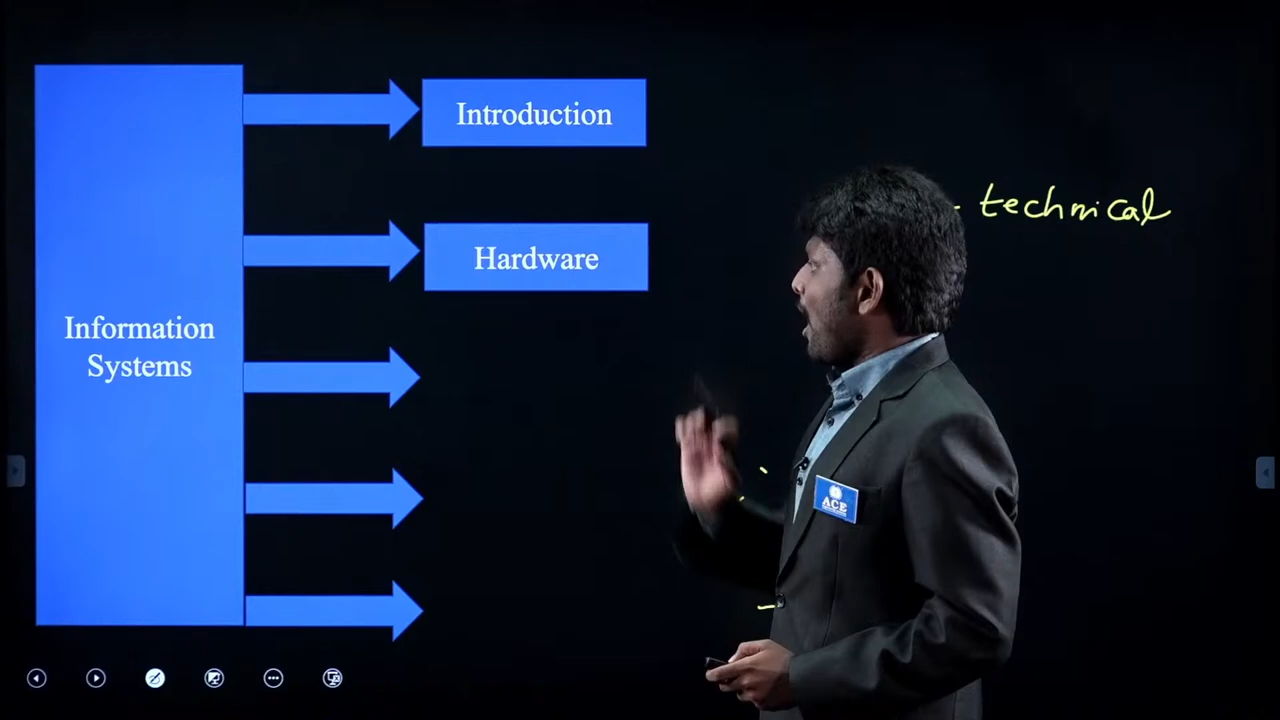 Introduction
technical
Hardware
Information
Systems
ACE